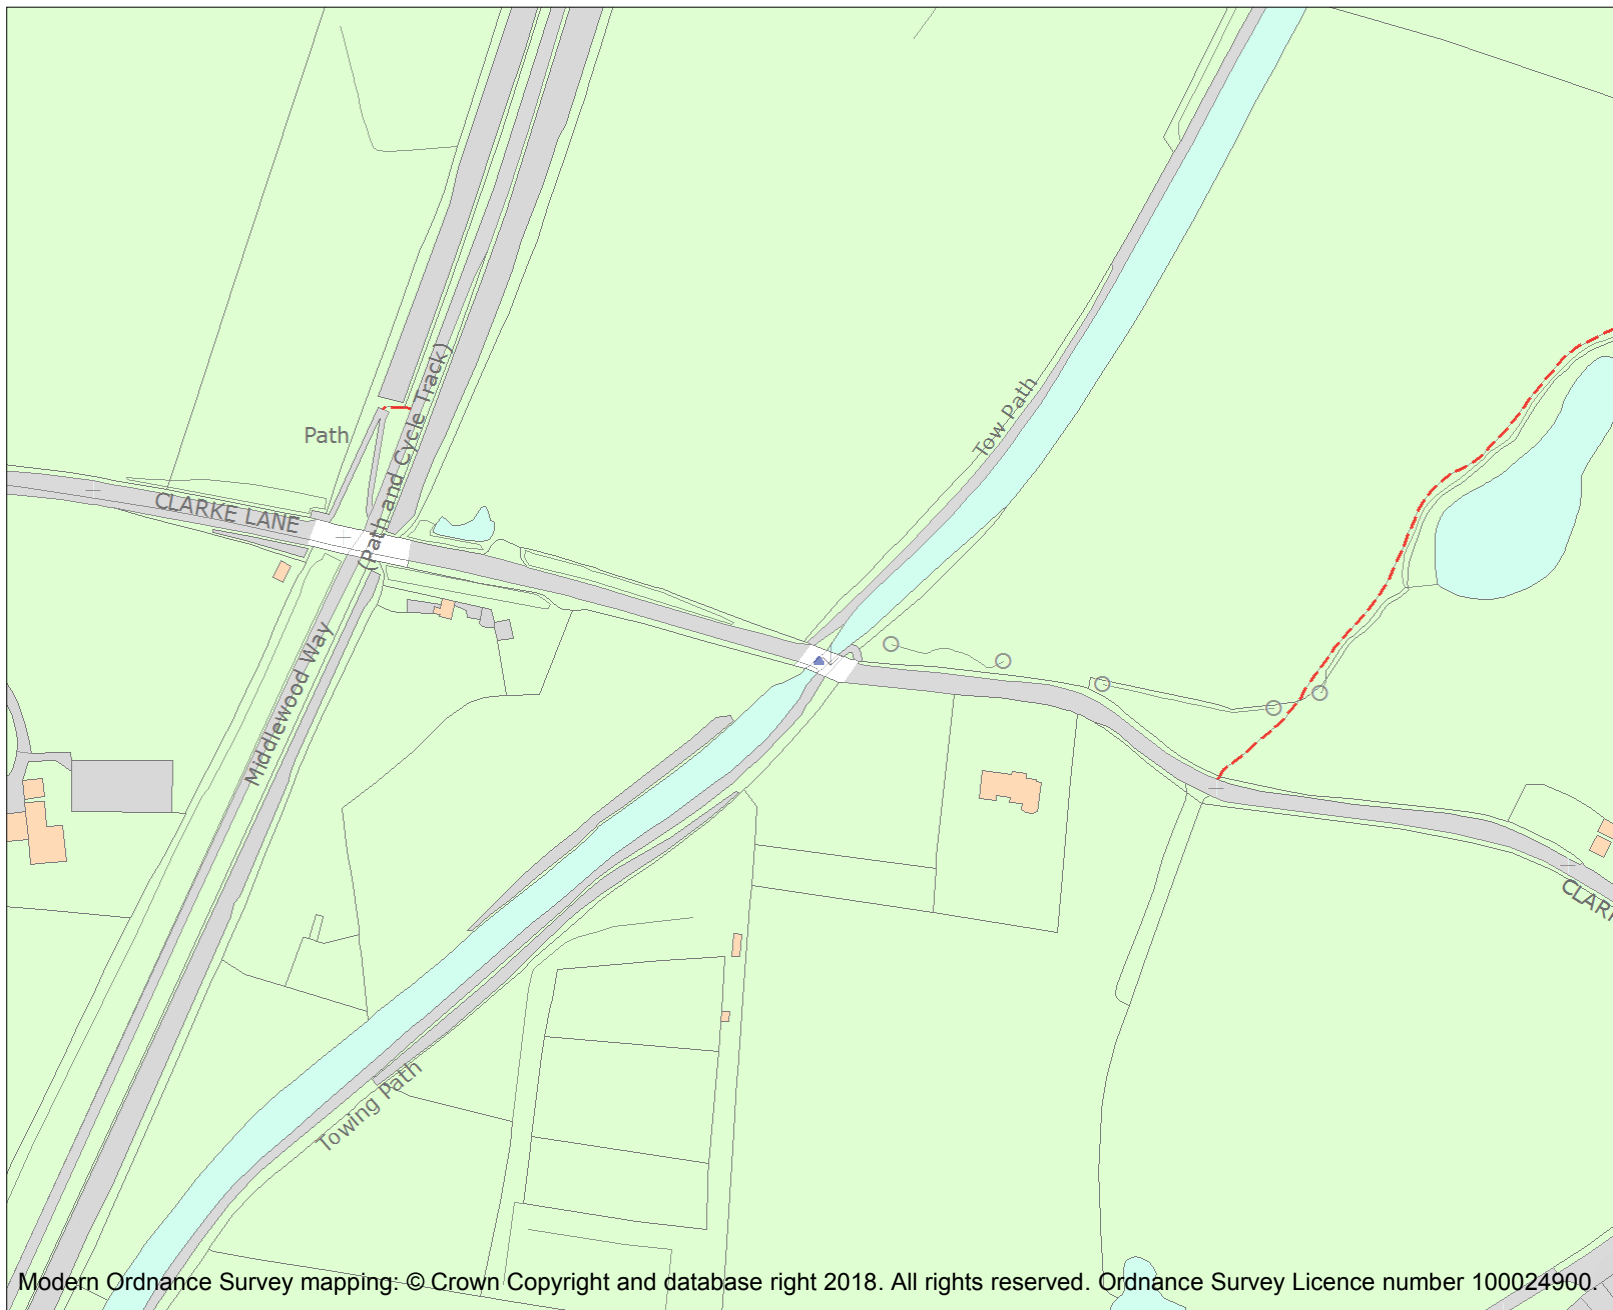 (Path and Cycle Track)
Tow Path
Path
CLARKE LANE
Middlewood Way
CLAR
Towing Path
Modern Ordnance Survey mapping: © Crown Copyright and database right 2018. All rights reserved. Ordnance Survey Licence number 100024900.